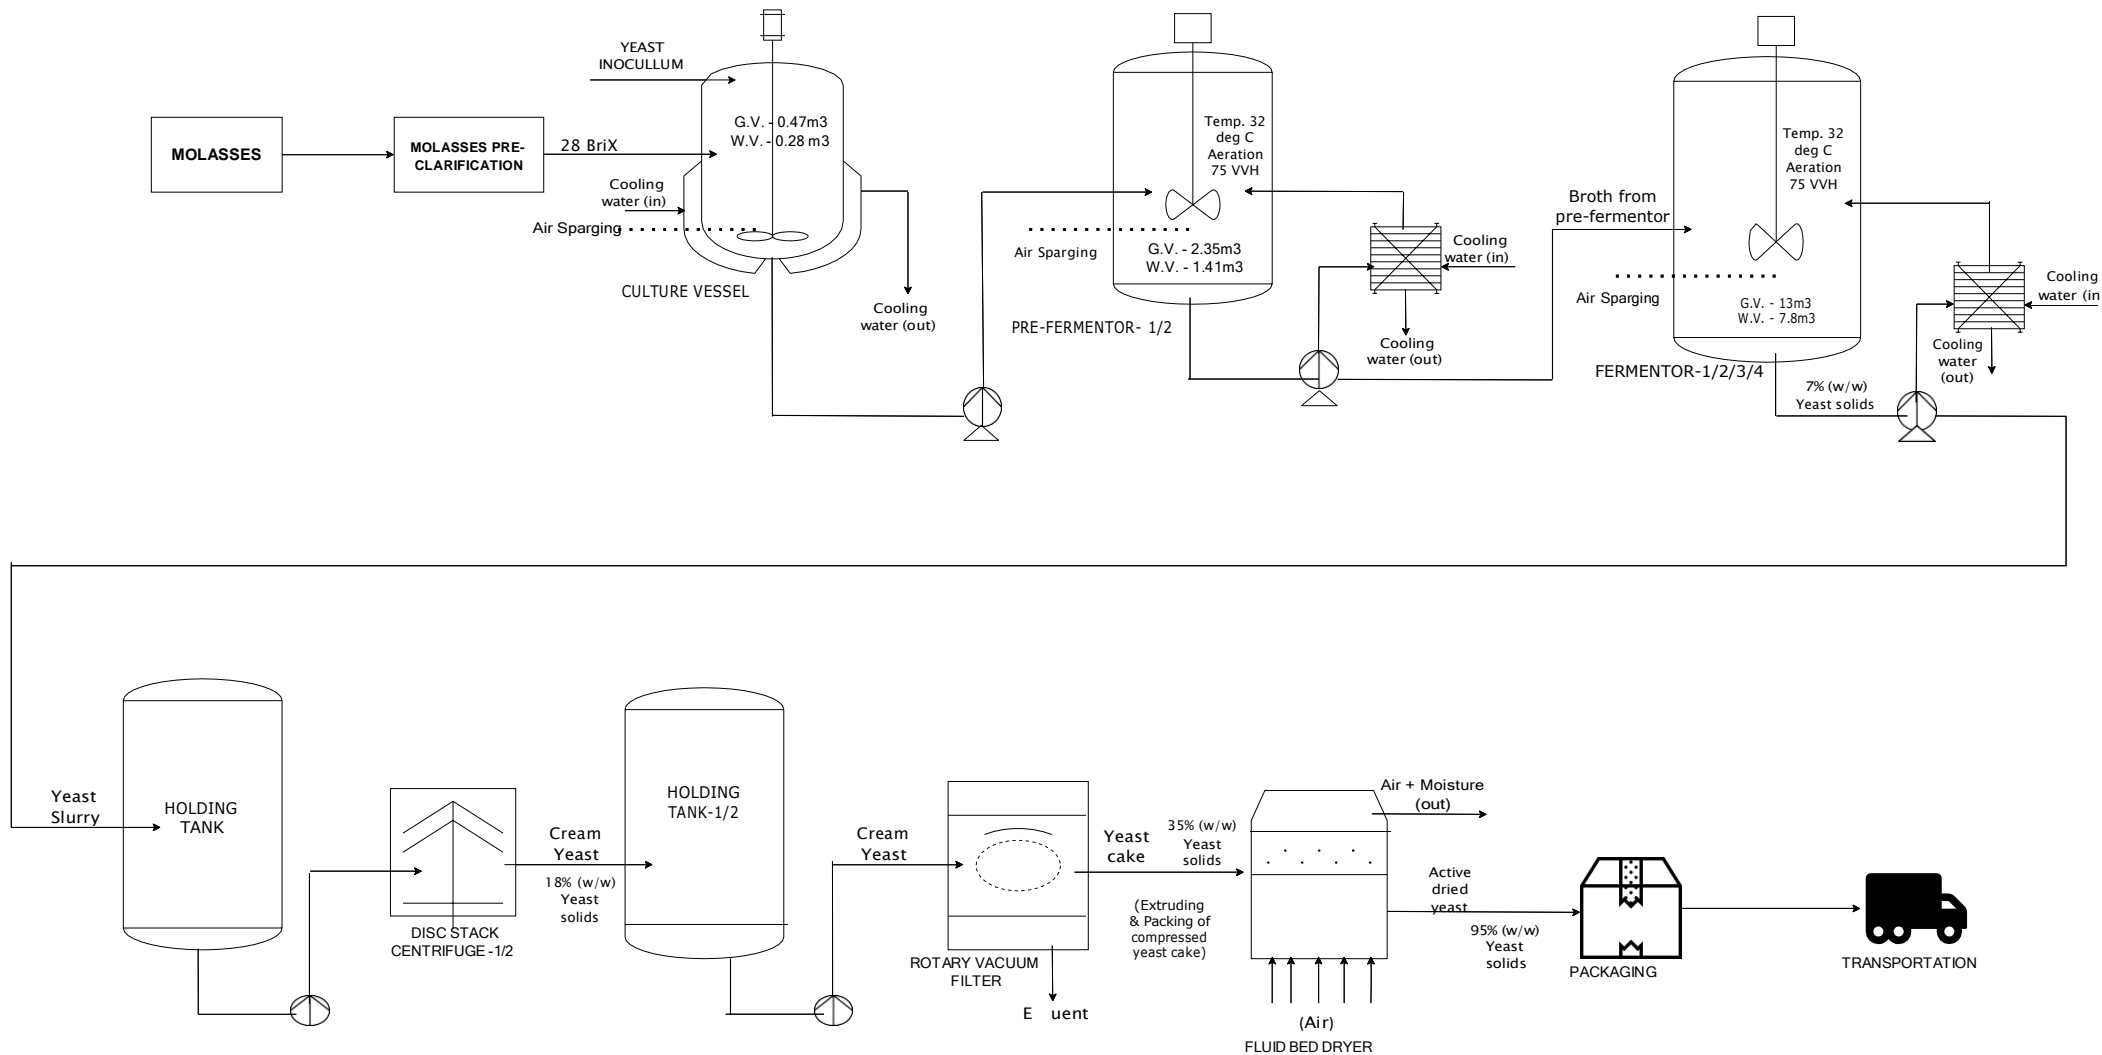 YEAST
INOCULLUM
MOLASSES
MOLASSES PRE-
CLARIFICATION
28 BriX
G.V. - 0.47m3
W.V. - 0.28 m3
Cooling
water (in)
Air Sparging
CULTURE VESSEL
Cooling
water (out)
Temp. 32
deg C
Aeration
75 VVH
Air Sparging
G.V. - 2.35m3
W.V. - 1.41m3
PRE-FERMENTOR- 1/2
Cooling
water (in)
Cooling
water (out)
Broth from
pre-fermentor
Temp. 32
deg C
Aeration
75 VVH
Air Sparging
G.V. - 13m3
W.V. - 7.8m3
FERMENTOR-1/2/3/4
Cooling
water (in
Cooling
water
(out)
7% (w/w)
Yeast solids
Yeast
Slurry
HOLDING
TANK
DISC STACK
CENTRIFUGE -1/2
Cream
Yeast
18% (w/w)
Yeast
solids
HOLDING
TANK-1/2
Cream
Yeast
ROTARY VACUUM
FILTER
E uent
Yeast
cake
35% (w/w)
Yeast
solids
(Extruding
& Packing of
compressed
yeast cake)
Air + Moisture
(out)
(Air)
FLUID BED DRYER
Active
dried
yeast
95% (w/w)
Yeast
solids
PACKAGING
TRANSPORTATION